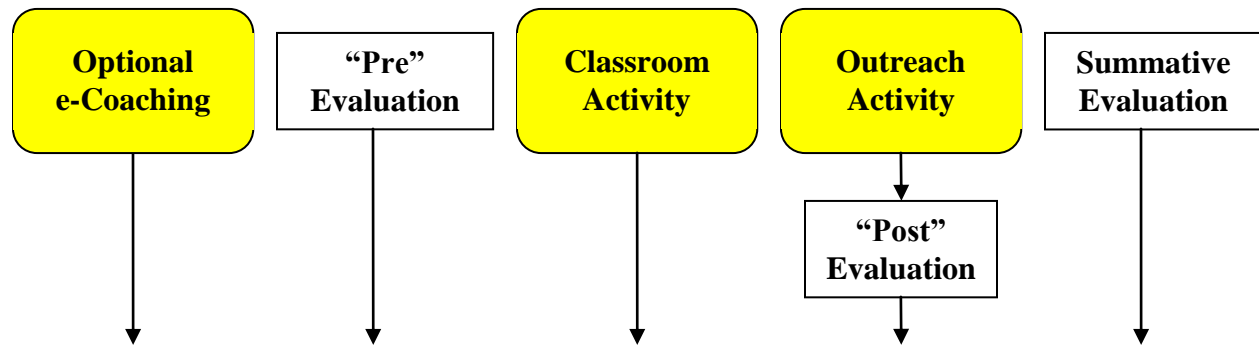 Optional
e-Coaching
“Pre”
Evaluation
Classroom
Activity
Outreach
Activity
Summative
Evaluation
“Post”
Evaluation